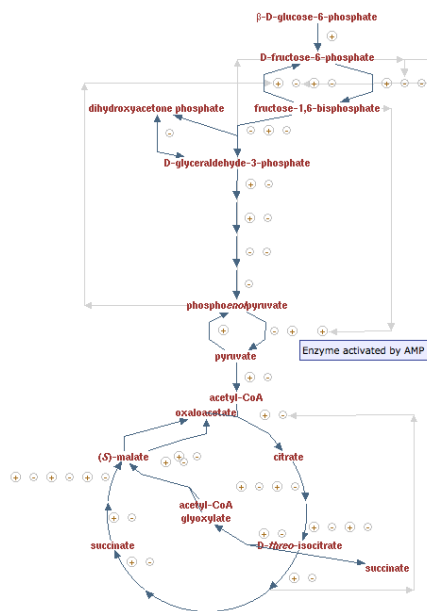 β-D-glucose-6-phosphate
D-fructose-6-phosphate
dihydroxyacetone phosphate
fructose-1,6-bisphosphate
D-glyceraldehyde-3-phosphate
phosphoenolpyruvate
Enzyme activated by AMP
pyruvate
acetyl-CoA
oxaloacetate
(S)-malate
citrate
acetyl-CoA
glyoxylate
succinate
D-threo-isocitrate
succinate